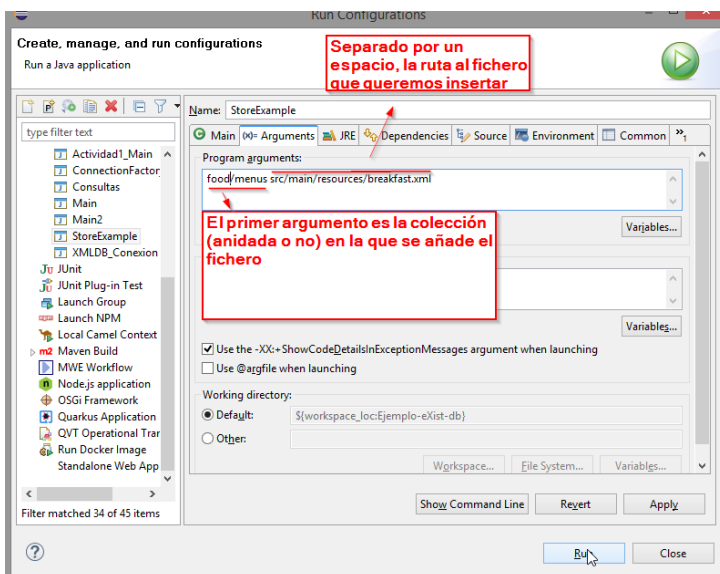 Run Configurations
Create, manage, and run configurations
Run a Java application
Separado por un
espacio, la ruta al fichero
que queremos insertar
Name: StoreExample
type filter text
Main (x)= Arguments JRE Dependencies Source Environment Common »1
Actividad1_Main
ConnectionFactor
Consultas
Main
Main2
StoreExample
XMLDB_Conexion
JUnit
JUnit Plug-in Test
Launch Group
Launch NPM
Local Camel Context
Maven Build
MWE Workflow
Node.js application
OSGi Framework
Quarkus Application
QVT Operational Trar
Run Docker Image
Standalone Web App
Filter matched 34 of 45 items
Program arguments:
food/menus src/main/resources/breakfast.xml
Variables...
El primer argumento es la colección
(anidada o no) en la que se añade el
fichero
Variables...
Use the -XX:+ShowCodeDetailsInExceptionMessages argument when launching
Use @argfile when launching
Working directory:
Default: ${workspace_loc:Ejemplo-eXist-db}
Other:
Workspace... File System... Variables...
Show Command Line Revert Apply
Run Close